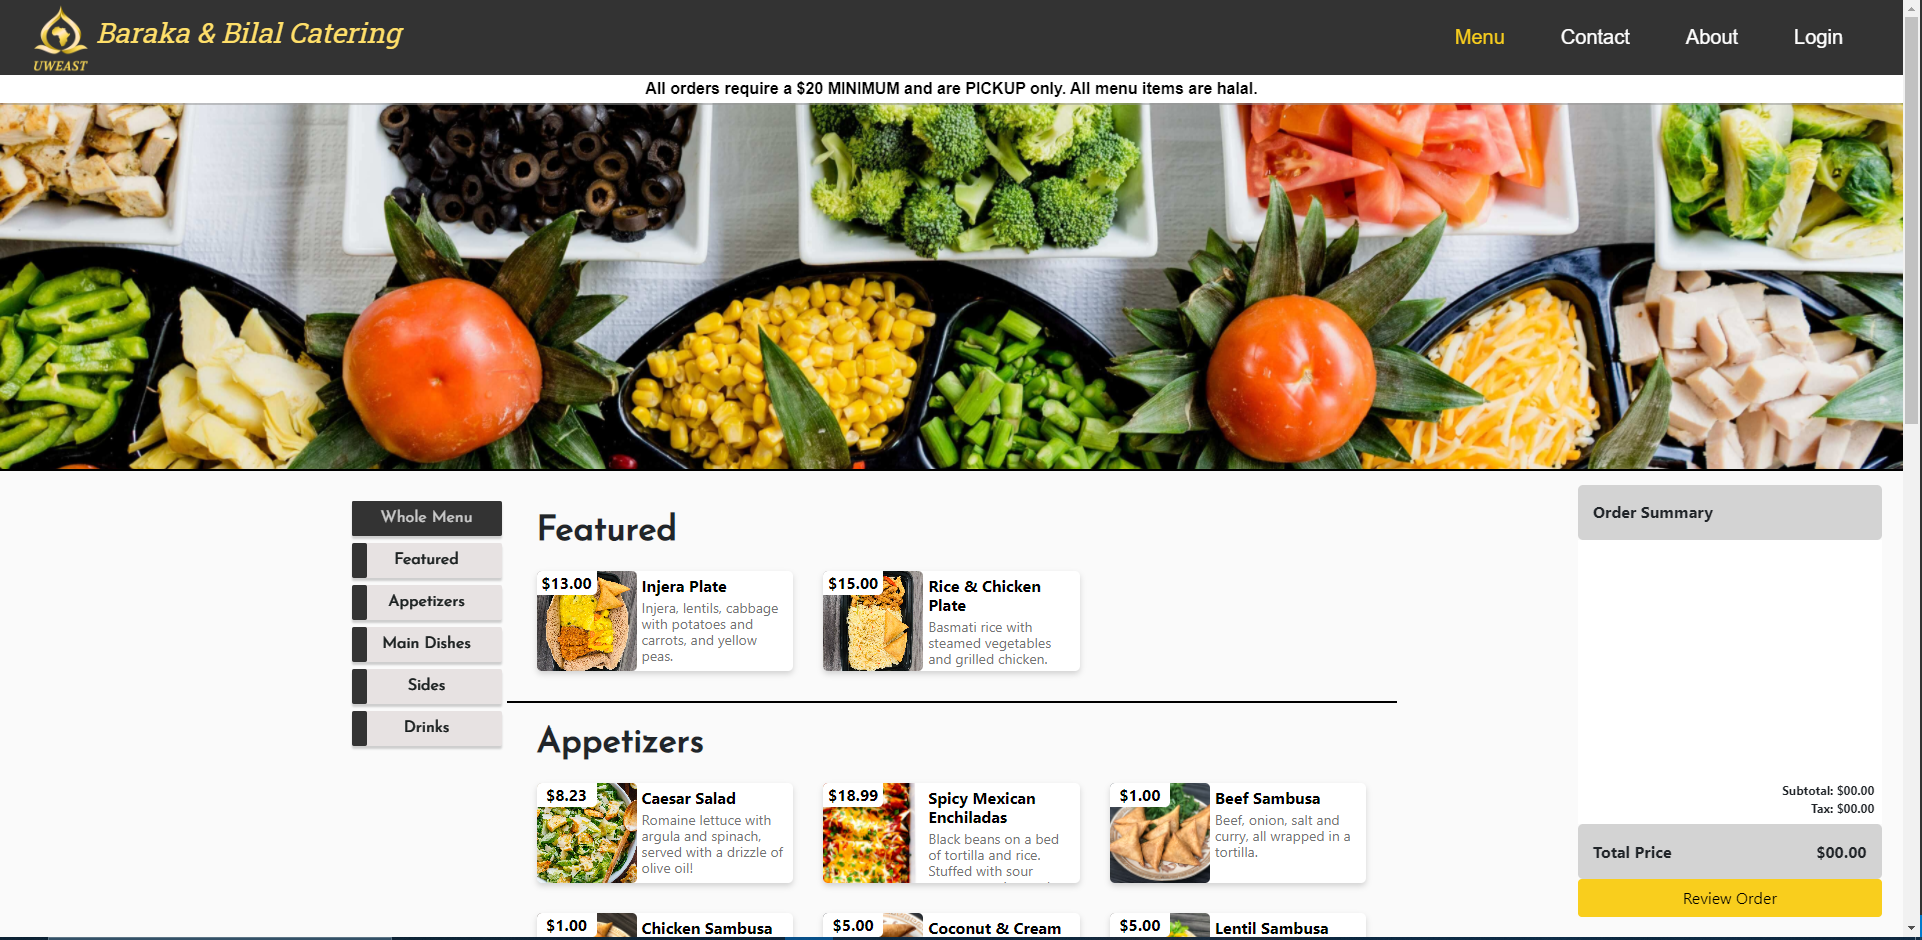 Baraka & Bilal Catering
UWEAST
Menu
Contact
About
Login
All orders require a $20 MINIMUM and are PICKUP only. All menu items are halal.
Whole Menu
Featured
Appetizers
Main Dishes
Sides
Drinks
Featured
$13.00
Injera Plate
Injera, lentils, cabbage
with potatoes and
carrots, and yellow
peas.
$15.00
Rice & Chicken
Plate
Basmati rice with
steamed vegetables
and grilled chicken.
Appetizers
$8.23
Caesar Salad
Romaine lettuce with
argula and spinach,
served with a drizzle of
olive oil!
$18.99
Spicy Mexican
Enchiladas
Black beans on a bed
of tortilla and rice.
Stuffed with sour
$1.00
Beef Sambusa
Beef, onion, salt and
curry, all wrapped in a
tortilla.
$1.00
Chicken Sambusa
$5.00
Coconut & Cream
$5.00
Lentil Sambusa
Order Summary
Subtotal: $00.00
Tax: $00.00
Total Price
$00.00
Review Order